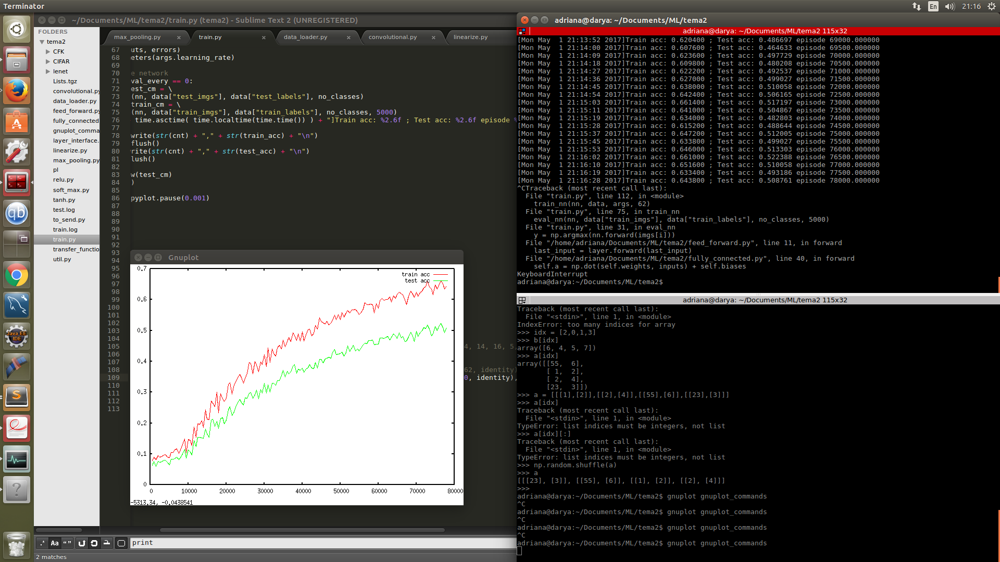 Terminator
En
21:16
~/Documents/ML/tema2/train.py (tema2) - Sublime Text 2 (UNREGISTERED)
FOLDERS
tema2
CFK
CIFAR
lenet
Lists.tgz
convolutional.py
data_loader.py
feed_forward.py
fully_connected
gnuplot_comma
layer_interface.
linearize.py
max_pooling.py
pl
relu.py
soft_max.py
tanh.py
test.log
to_send.py
train.log
train.py
transfer_functio
util.py
max_pooling.py × train.py × data_loader.py × convolutional.py × linearize.py
67 uts, errors)
68 eters(args.learning_rate)
69
70 e network
71 val_every == 0:
72 est_cm = \
73 (nn, data["test_imgs"], data["test_labels"], no_classes)
74 train_cm = \
75 (nn, data["train_imgs"], data["train_labels"], no_classes, 5000)
76 time.asctime( time.localtime(time.time()) ) + "]Train acc: %2.6f ; Test acc: %2.6f episode %
77
78 write(str(cnt) + "," + str(train_acc) + "\n")
79 flush()
80 rite(str(cnt) + "," + str(test_acc) + "\n")
81 lush()
82
83 w(test_cm)
84 )
85
86 pyplot.pause(0.001)
87
88
89
90
91
92
93
94
95
96
97
98
99
100
101
102
103
104
105 4, 14, 16, 5,
106
107
108 62, identity)
109 0, identity),
110
111
112
113
Gnuplot
train acc
test acc
0.7
0.6
0.5
0.4
0.3
0.2
0.1
0
0 10000 20000 30000 40000 50000 60000 70000 80000
-5313.34, -0.0438541
.* Aa “ ”
print
2 matches
adriana@darya: ~/Documents/ML/tema2
adriana@darya: ~/Documents/ML/tema2 115x32
[Mon May  1 21:13:52 2017]Train acc: 0.620400 ; Test acc: 0.486697 episode 69000.000000
[Mon May  1 21:14:00 2017]Train acc: 0.607600 ; Test acc: 0.464633 episode 69500.000000
[Mon May  1 21:14:09 2017]Train acc: 0.623600 ; Test acc: 0.497729 episode 70000.000000
[Mon May  1 21:14:18 2017]Train acc: 0.609800 ; Test acc: 0.480208 episode 70500.000000
[Mon May  1 21:14:27 2017]Train acc: 0.622200 ; Test acc: 0.492537 episode 71000.000000
[Mon May  1 21:14:36 2017]Train acc: 0.627000 ; Test acc: 0.499027 episode 71500.000000
[Mon May  1 21:14:45 2017]Train acc: 0.638000 ; Test acc: 0.510058 episode 72000.000000
[Mon May  1 21:14:54 2017]Train acc: 0.642400 ; Test acc: 0.506165 episode 72500.000000
[Mon May  1 21:15:03 2017]Train acc: 0.661400 ; Test acc: 0.517197 episode 73000.000000
[Mon May  1 21:15:11 2017]Train acc: 0.641000 ; Test acc: 0.504867 episode 73500.000000
[Mon May  1 21:15:19 2017]Train acc: 0.634000 ; Test acc: 0.482803 episode 74000.000000
[Mon May  1 21:15:28 2017]Train acc: 0.615200 ; Test acc: 0.488644 episode 74500.000000
[Mon May  1 21:15:37 2017]Train acc: 0.647200 ; Test acc: 0.512005 episode 75000.000000
[Mon May  1 21:15:45 2017]Train acc: 0.633800 ; Test acc: 0.499027 episode 75500.000000
[Mon May  1 21:15:53 2017]Train acc: 0.646000 ; Test acc: 0.513303 episode 76000.000000
[Mon May  1 21:16:02 2017]Train acc: 0.661000 ; Test acc: 0.522388 episode 76500.000000
[Mon May  1 21:16:10 2017]Train acc: 0.651600 ; Test acc: 0.510058 episode 77000.000000
[Mon May  1 21:16:19 2017]Train acc: 0.633400 ; Test acc: 0.493186 episode 77500.000000
[Mon May  1 21:16:28 2017]Train acc: 0.643800 ; Test acc: 0.508761 episode 78000.000000
^CTraceback (most recent call last):
File "train.py", line 112, in <module>
train_nn(nn, data, args, 62)
File "train.py", line 75, in train_nn
eval_nn(nn, data["train_imgs"], data["train_labels"], no_classes, 5000)
File "train.py", line 31, in eval_nn
y = np.argmax(nn.forward(imgs[i]))
File "/home/adriana/Documents/ML/tema2/feed_forward.py", line 11, in forward
last_input = layer.forward(last_input)
File "/home/adriana/Documents/ML/tema2/fully_connected.py", line 40, in forward
self.a = np.dot(self.weights, inputs) + self.biases
KeyboardInterrupt
adriana@darya:~/Documents/ML/tema2$
adriana@darya: ~/Documents/ML/tema2 115x32
Traceback (most recent call last):
File "<stdin>", line 1, in <module>
IndexError: too many indices for array
>>> idx = [2,0,1,3]
>>> b[idx]
array([6, 4, 5, 7])
>>> a[idx]
array([[55,  6],
[ 1,  2],
[ 2,  4],
[23,  3]])
>>> a = [[[1],[2]],[[2],[4]],[[55],[6]],[[23],[3]]]
>>> a[idx]
Traceback (most recent call last):
File "<stdin>", line 1, in <module>
TypeError: list indices must be integers, not list
>>> a[idx][:]
Traceback (most recent call last):
File "<stdin>", line 1, in <module>
TypeError: list indices must be integers, not list
>>> np.random.shuffle(a)
>>> a
[[[23], [3]], [[55], [6]], [[1], [2]], [[2], [4]]]
>>>
adriana@darya:~/Documents/ML/tema2$ gnuplot gnuplot_commands
^C
adriana@darya:~/Documents/ML/tema2$ gnuplot gnuplot_commands
^C
adriana@darya:~/Documents/ML/tema2$ gnuplot gnuplot_commands
^C
adriana@darya:~/Documents/ML/tema2$ gnuplot gnuplot_commands